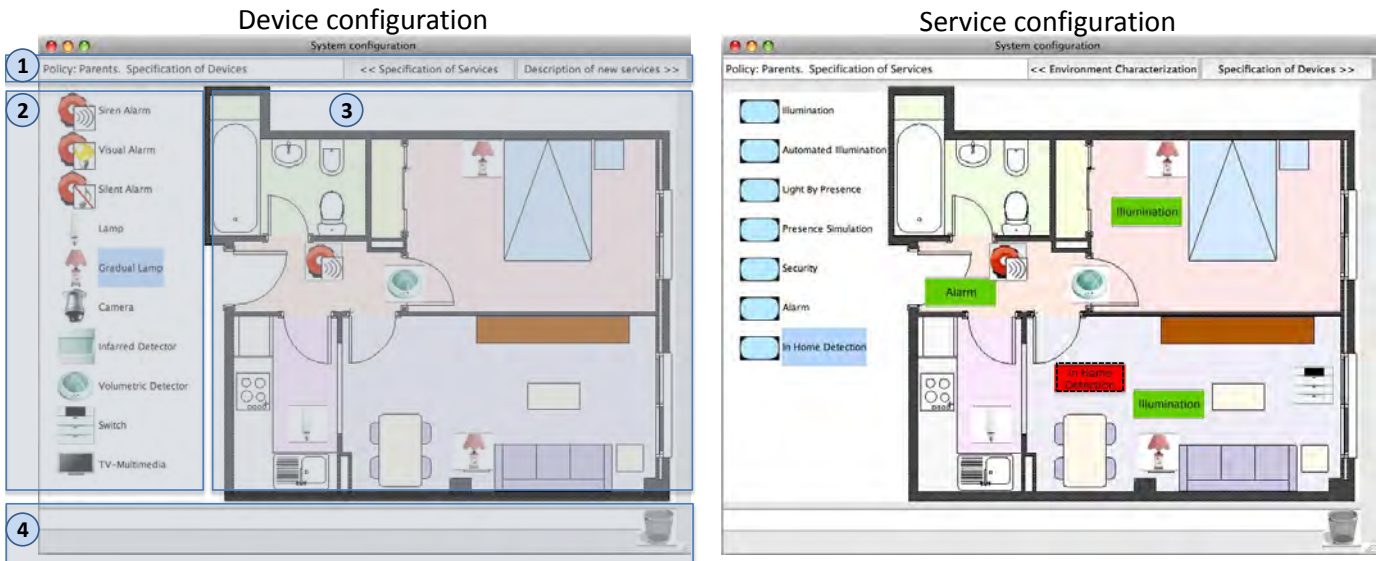 Device configuration
System configuration
1
Policy: Parents. Specification of Devices
<< Specification of Services
Description of new services >>
2
3
Siren Alarm
Visual Alarm
Silent Alarm
Lamp
Gradual Lamp
Camera
Infarred Detector
Volumetric Detector
Switch
TV-Multimedia
4
Service configuration
System configuration
Policy: Parents. Specification of Services
<< Environment Characterization
Specification of Devices >>
Illumination
Automated Illumination
Light By Presence
Presence Simulation
Security
Alarm
In Home Detection
Illumination
Alarm
In Home
Detection
Illumination